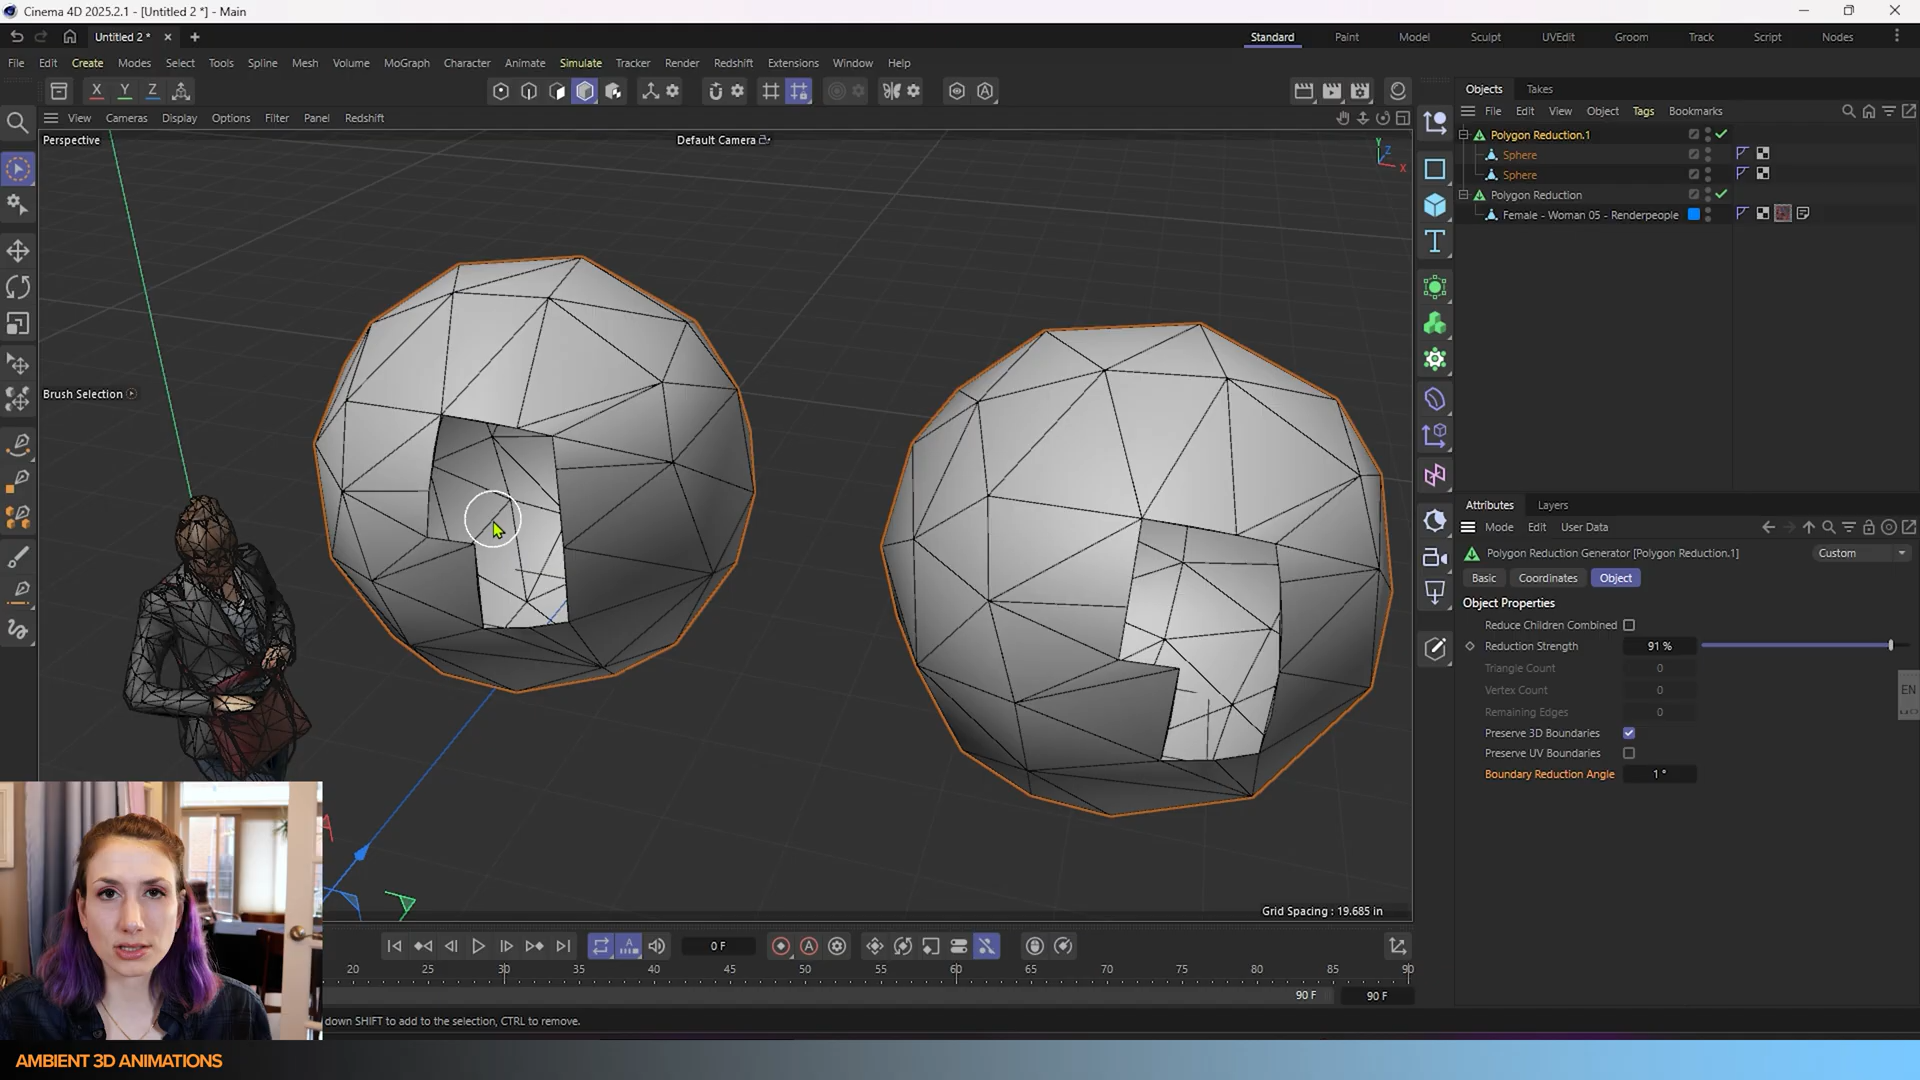 Cinema 4D 2025.2.1 - [Untitled 2 *] - Main
Untitled 2 *
Standard Paint Model Sculpt UVEdit Groom Track Script Nodes
File Edit Create Modes Select Tools Spline Mesh Volume MoGraph Character Animate Simulate Tracker Render Redshift Extensions Window Help
Objects Takes
X Y Z
File Edit View Object Tags Bookmarks
View Cameras Display Options Filter Panel Redshift
Perspective
Default Camera
Y
Z
X
Polygon Reduction.1
Sphere
Sphere
Polygon Reduction
Female - Woman 05 - Renderpeople
Brush Selection
Attributes Layers
Mode Edit User Data
Polygon Reduction Generator [Polygon Reduction.1]
Custom
Basic Coordinates Object
Object Properties
Reduce Children Combined
Reduction Strength 91 %
Triangle Count 0
Vertex Count 0
Remaining Edges 0
Preserve 3D Boundaries
Preserve UV Boundaries
Boundary Reduction Angle 1 °
EN
Grid Spacing : 19.685 in
0 F
20 25 30 35 40 45 50 55 60 65 70 75 80 85 90
90 F 90 F
down SHIFT to add to the selection, CTRL to remove.
AMBIENT 3D ANIMATIONS